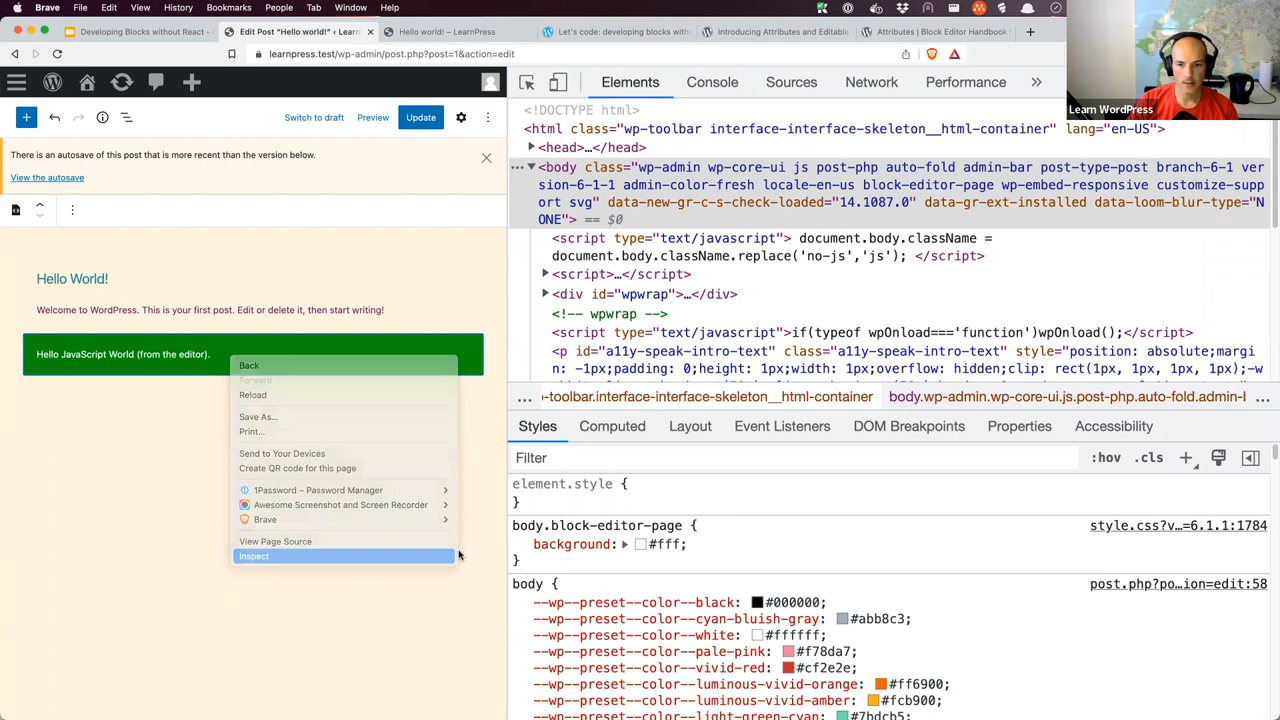 Brave File Edit View History Bookmarks People Tab Window Help
Developing Blocks without React -
Edit Post “Hello world!” ‹ Learn
Hello world! – LearnPress
Let's code: developing blocks with
Introducing Attributes and Editable
Attributes | Block Editor Handbook
learnpress.test/wp-admin/post.php?post=1&action=edit
Switch to draft Preview Update
There is an autosave of this post that is more recent than the version below.
View the autosave
Hello World!
Welcome to WordPress. This is your first post. Edit or delete it, then start writing!
Hello JavaScript World (from the editor).
Back
Forward
Reload
Save As...
Print...
Send to Your Devices
Create QR code for this page
1Password – Password Manager
Awesome Screenshot and Screen Recorder
Brave
View Page Source
Inspect
Elements Console Sources Network Performance »
Learn WordPress
<!DOCTYPE html>
<html class="wp-toolbar interface-interface-skeleton__html-container" lang="en-US">
<head>…</head>
<body class="wp-admin wp-core-ui js post-php auto-fold admin-bar post-type-post branch-6-1 ver
sion-6-1-1 admin-color-fresh locale-en-us block-editor-page wp-embed-responsive customize-supp
ort svg" data-new-gr-c-s-check-loaded="14.1087.0" data-gr-ext-installed data-loom-blur-type="N
ONE"> == $0
<script type="text/javascript"> document.body.className =
document.body.className.replace('no-js','js'); </script>
<script>…</script>
<div id="wpwrap">…</div>
<!-- wpwrap -->
<script type="text/javascript">if(typeof wpOnload==='function')wpOnload();</script>
<p id="a11y-speak-intro-text" class="a11y-speak-intro-text" style="position: absolute;margin
: -1px;padding: 0;height: 1px;width: 1px;overflow: hidden;clip: rect(1px, 1px, 1px, 1px);-w
... -toolbar.interface-interface-skeleton__html-container body.wp-admin.wp-core-ui.js.post-php.auto-fold.admin-b ...
Styles Computed Layout Event Listeners DOM Breakpoints Properties Accessibility
Filter :hov .cls
element.style {
}
body.block-editor-page { style.css?v…=6.1.1:1784
background: #fff;
}
body { post.php?po…ion=edit:58
--wp--preset--color--black: #000000;
--wp--preset--color--cyan-bluish-gray: #abb8c3;
--wp--preset--color--white: #ffffff;
--wp--preset--color--pale-pink: #f78da7;
--wp--preset--color--vivid-red: #cf2e2e;
--wp--preset--color--luminous-vivid-orange: #ff6900;
--wp--preset--color--luminous-vivid-amber: #fcb900;
--wp--preset--color--light-green-cyan: #7bdcb5;